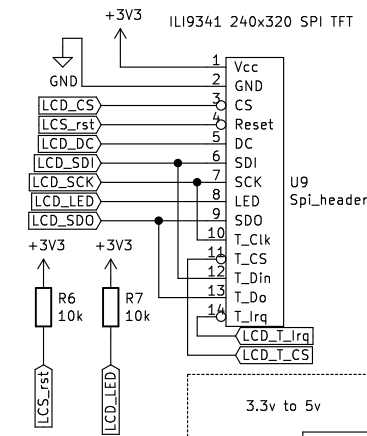 +3V3
ILI9341 240x320 SPI TFT
1 Vcc
2 GND
GND
LCD_CS 3 CS
LCS_rst 4 Reset
LCD_DC 5 DC
LCD_SDI 6 SDI
LCD_SCK 7 SCK
U9
LCD_LED 8 LED
Spi_header
LCD_SDO 9 SDO
10 T_Clk
+3V3 +3V3
11 T_CS
12 T_Din
13 T_Do
R6 R7
10k 10k
14 T_Irq
LCD_T_Irq
LCD_T_CS
LCS_rst
LCD_LED
3.3v to 5v